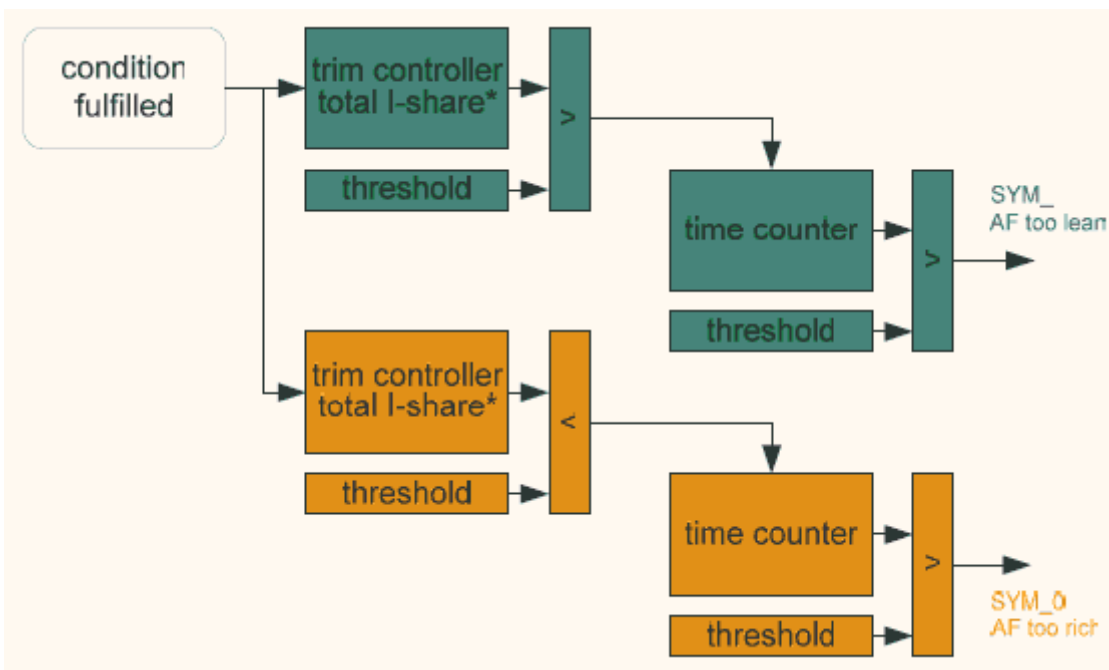 condition
fulfilled
trim controller
total I-share*
>
threshold
time counter
>
threshold
SYM_
AF too lean
trim controller
total I-share*
<
threshold
time counter
>
threshold
SYM_0
AF too rich